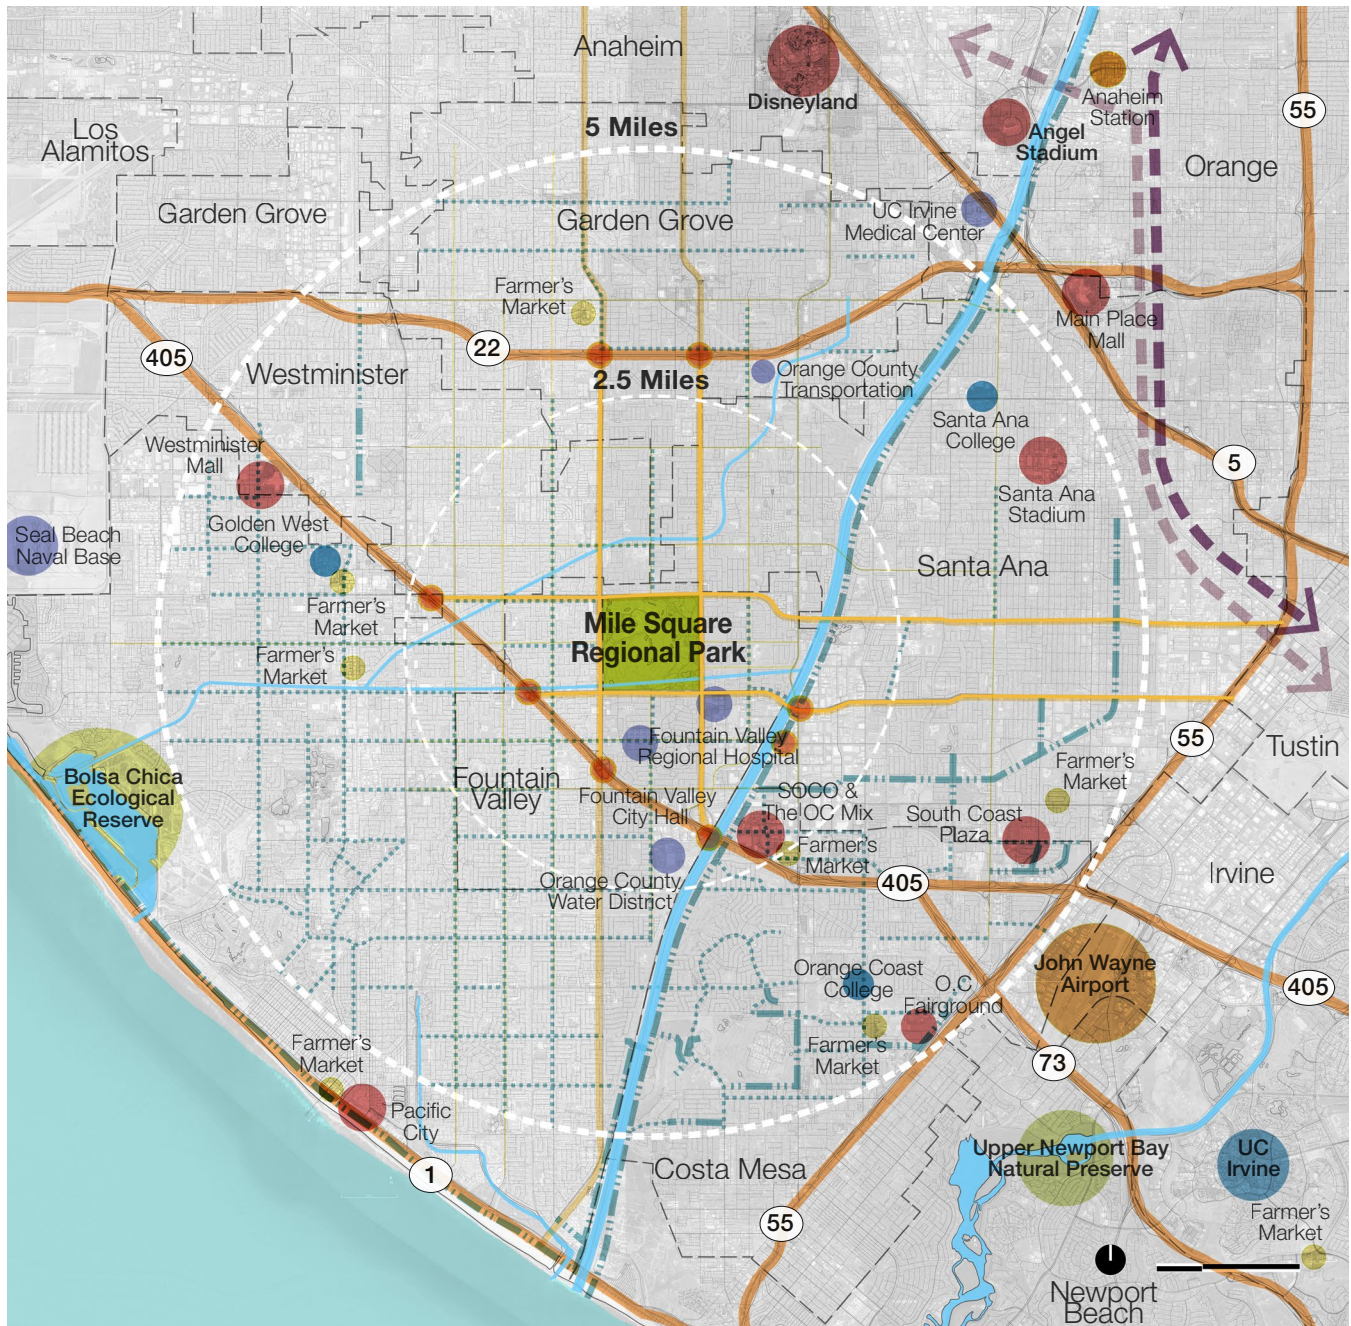 Anaheim
Disneyland
Anaheim
Station
55
Los
Alamitos
5 Miles
Angel
Stadium
Orange
Garden Grove
Garden Grove
UC Irvine
Medical Center
Farmer's
Market
Main Place
Mall
405
22
Westminister
2.5 Miles
Orange County
Transportation
Santa Ana
College
Westminister
Mall
5
Santa Ana
Stadium
Seal Beach
Naval Base
Golden West
College
Santa Ana
Farmer's
Market
Mile Square
Regional Park
Farmer's
Market
Fountain Valley
Regional Hospital
55
Tustin
Bolsa Chica
Ecological
Reserve
Fountain
Valley
Fountain Valley
City Hall
SOCO &
The OC Mix
Farmer's
Market
South Coast
Plaza
Farmer's
Market
Irvine
Orange County
Water District
405
Orange Coast
College
O.C
Fairground
John Wayne
Airport
405
Farmer's
Market
Farmer's
Market
73
Pacific
City
1
Costa Mesa
Upper Newport Bay
Natural Preserve
UC
Irvine
55
Farmer's
Market
Newport
Beach